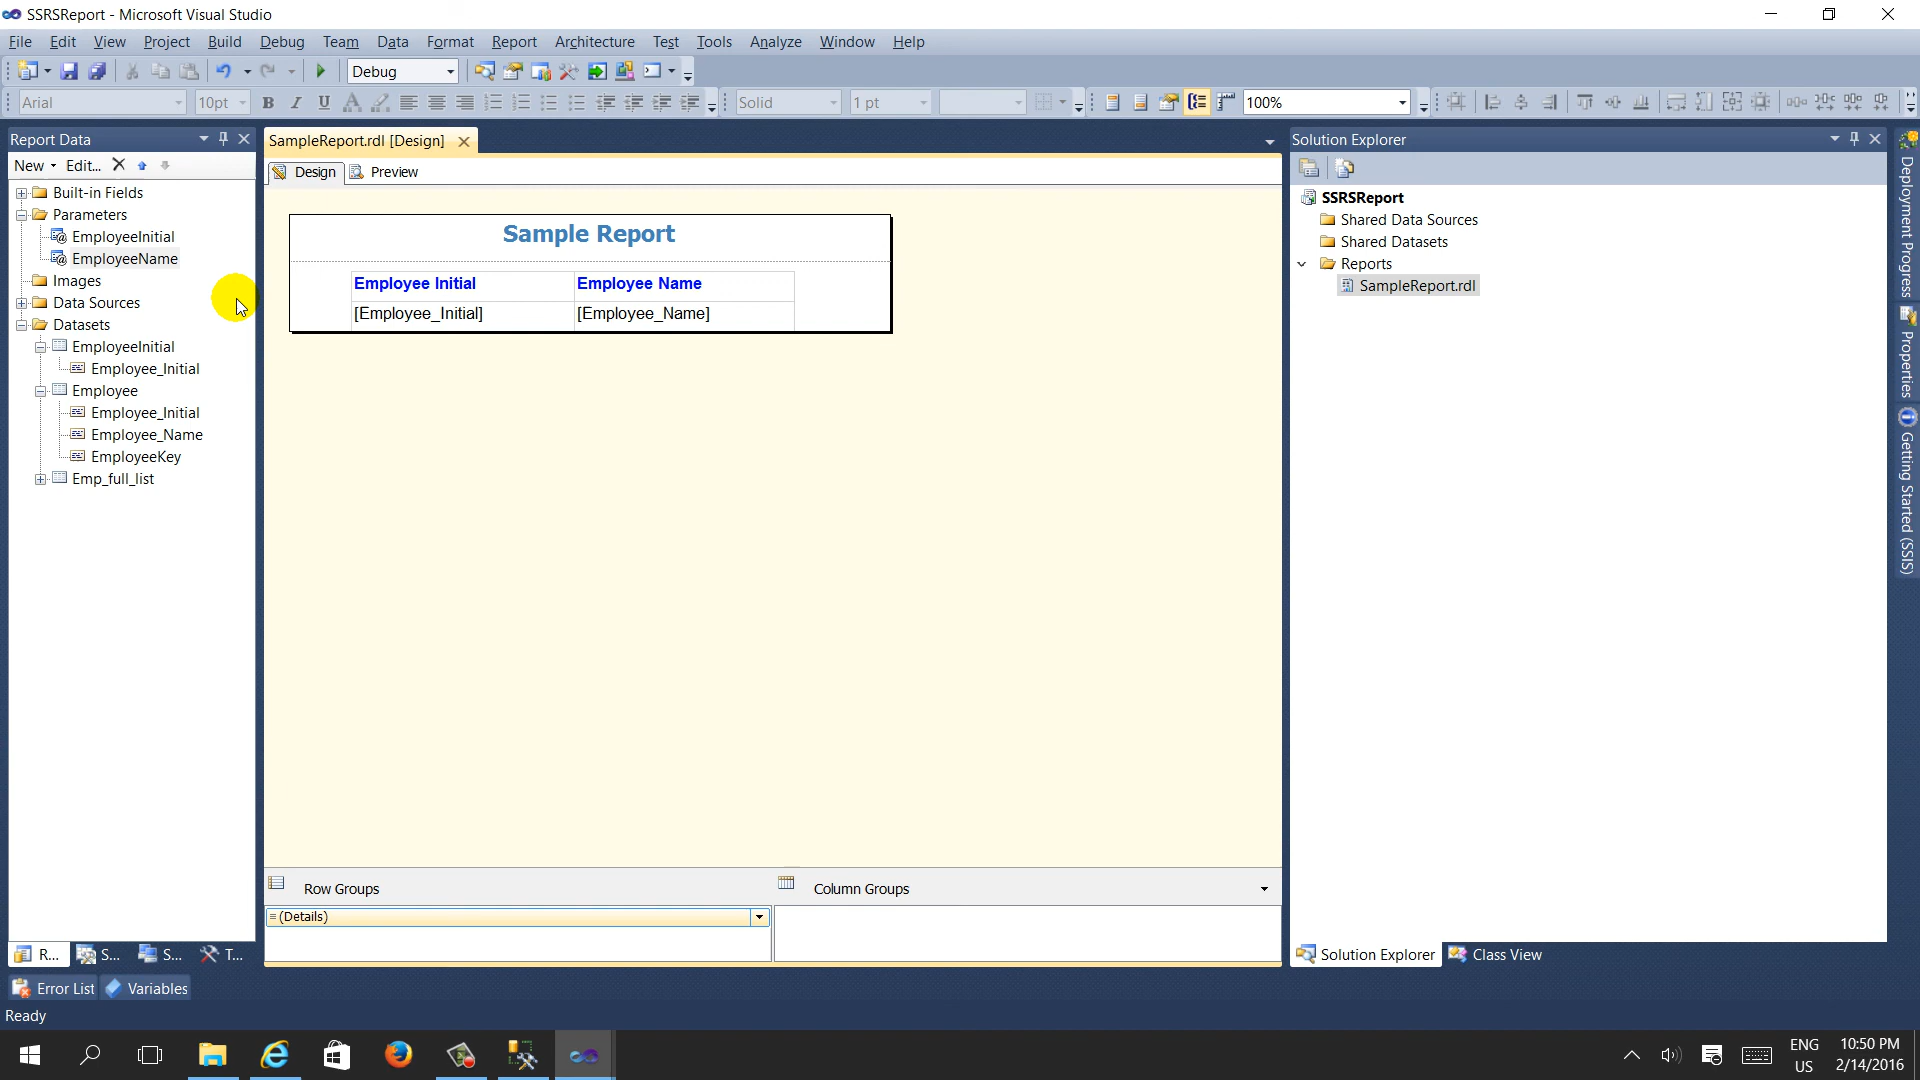 SSRSReport - Microsoft Visual Studio
File Edit View Project Build Debug Team Data Format Report Architecture Test Tools Analyze Window Help
Debug
Arial 10pt Solid 1 pt 100%
Report Data
New Edit...
Built-in Fields
Parameters
EmployeeInitial
EmployeeName
Images
Data Sources
Datasets
EmployeeInitial
Employee_Initial
Employee
Employee_Initial
Employee_Name
EmployeeKey
Emp_full_list
R... S... S... T...
SampleReport.rdl [Design]
Design Preview
Sample Report
Employee Initial Employee Name
[Employee_Initial] [Employee_Name]
Row Groups Column Groups
(Details)
Solution Explorer
SSRSReport
Shared Data Sources
Shared Datasets
Reports
SampleReport.rdl
Solution Explorer Class View
Deployment Progress
Properties
Getting Started (SSIS)
Error List Variables
Ready
ENG
US
10:50 PM
2/14/2016